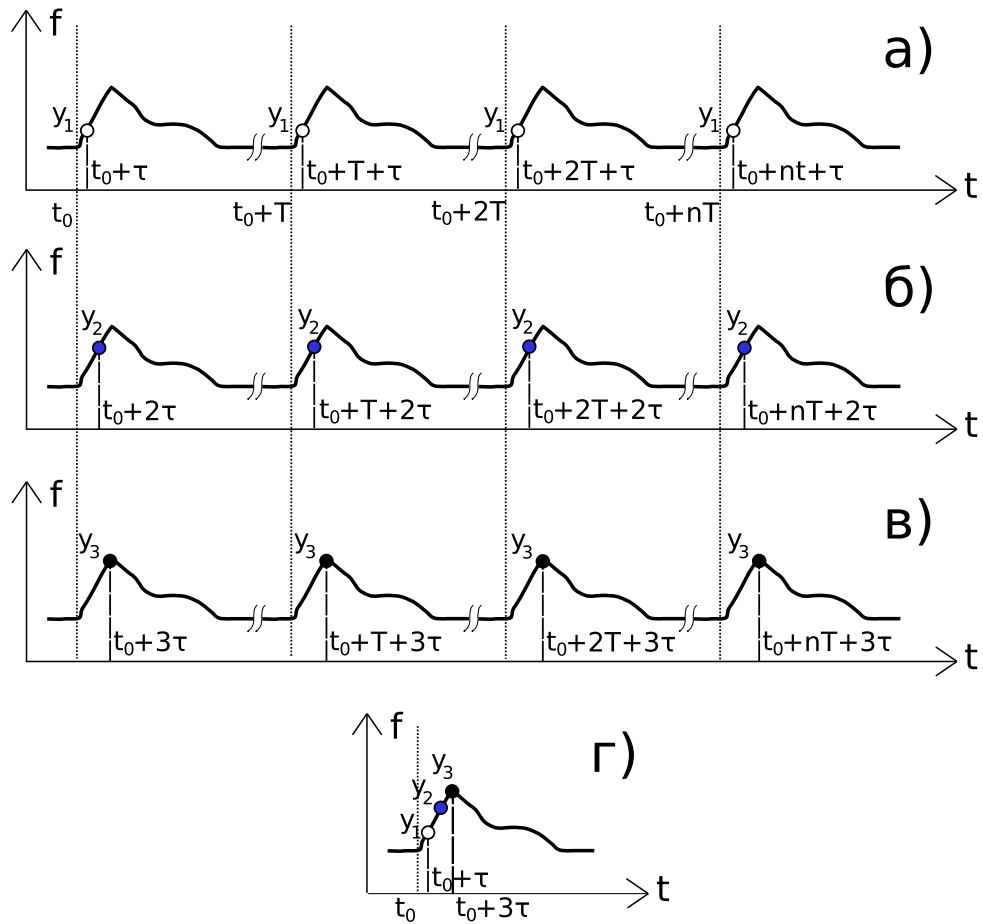 f
а)
y₁ y₁ y₁ y₁
t₀+τ t₀+T+τ t₀+2T+τ t₀+nt+τ
t
t₀ t₀+T t₀+2T t₀+nT
f
б)
y₂ y₂ y₂ y₂
t₀+2τ t₀+T+2τ t₀+2T+2τ t₀+nT+2τ
t
f
в)
y₃ y₃ y₃ y₃
t₀+3τ t₀+T+3τ t₀+2T+3τ t₀+nT+3τ
t
f
г)
y₃
y₂
y₁
t₀+τ
t
t₀ t₀+3τ